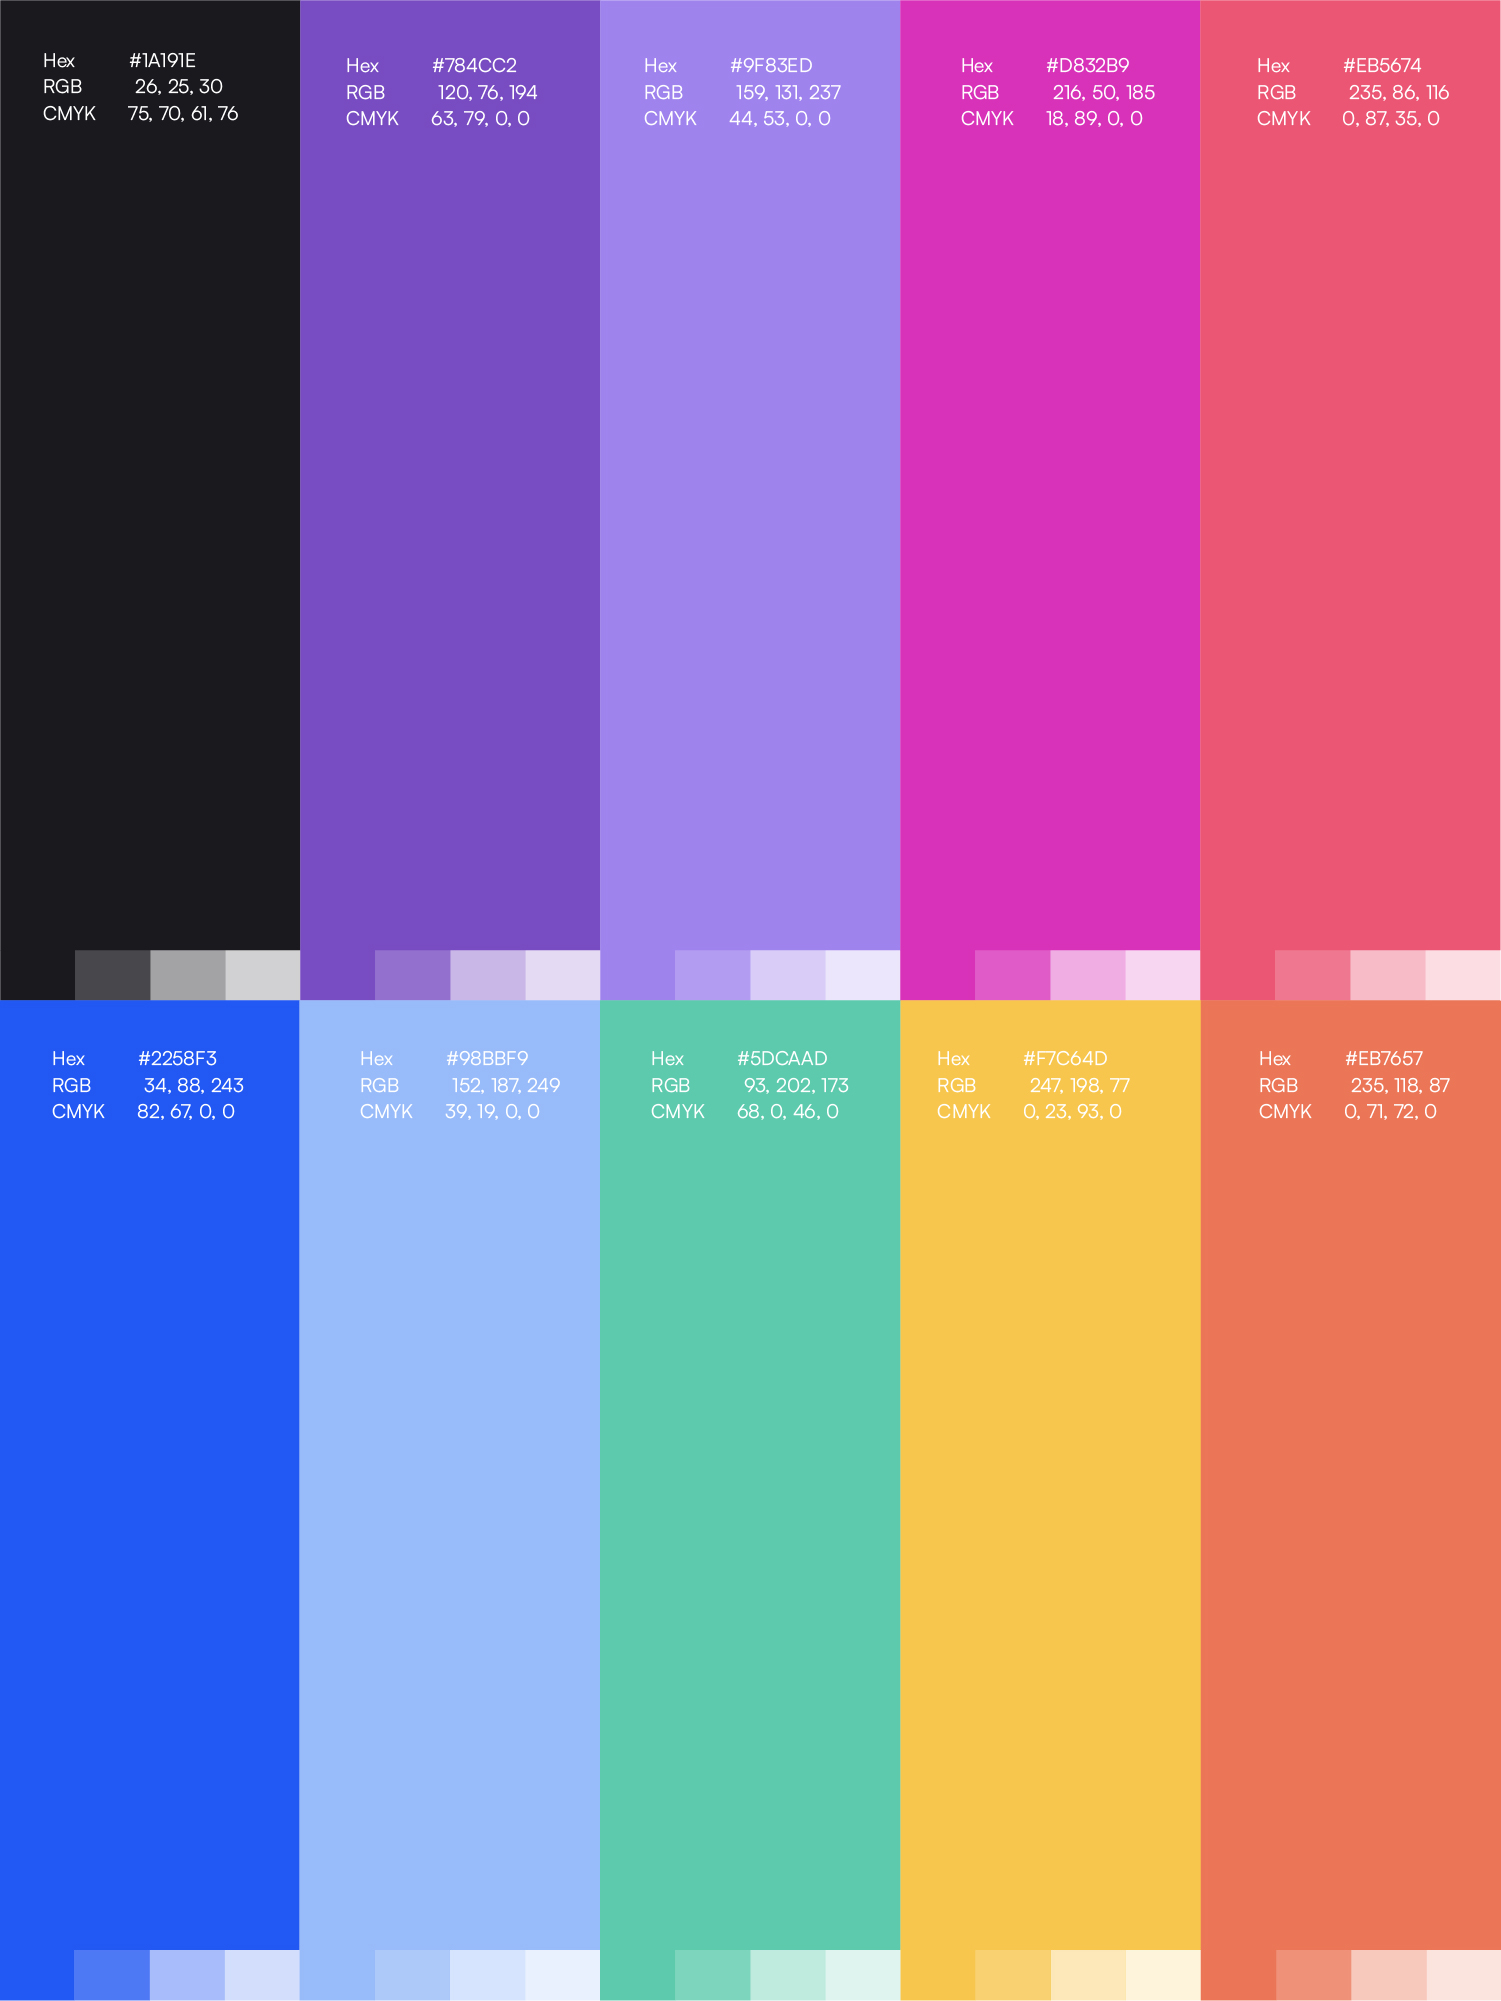 Hex #1A191E
RGB 26, 25, 30
CMYK 75, 70, 61, 76
Hex #784CC2
RGB 120, 76, 194
CMYK 63, 79, 0, 0
Hex #9F83ED
RGB 159, 131, 237
CMYK 44, 53, 0, 0
Hex #D832B9
RGB 216, 50, 185
CMYK 18, 89, 0, 0
Hex #EB5674
RGB 235, 86, 116
CMYK 0, 87, 35, 0
Hex #2258F3
RGB 34, 88, 243
CMYK 82, 67, 0, 0
Hex #98BBF9
RGB 152, 187, 249
CMYK 39, 19, 0, 0
Hex #5DCAAD
RGB 93, 202, 173
CMYK 68, 0, 46, 0
Hex #F7C64D
RGB 247, 198, 77
CMYK 0, 23, 93, 0
Hex #EB7657
RGB 235, 118, 87
CMYK 0, 71, 72, 0